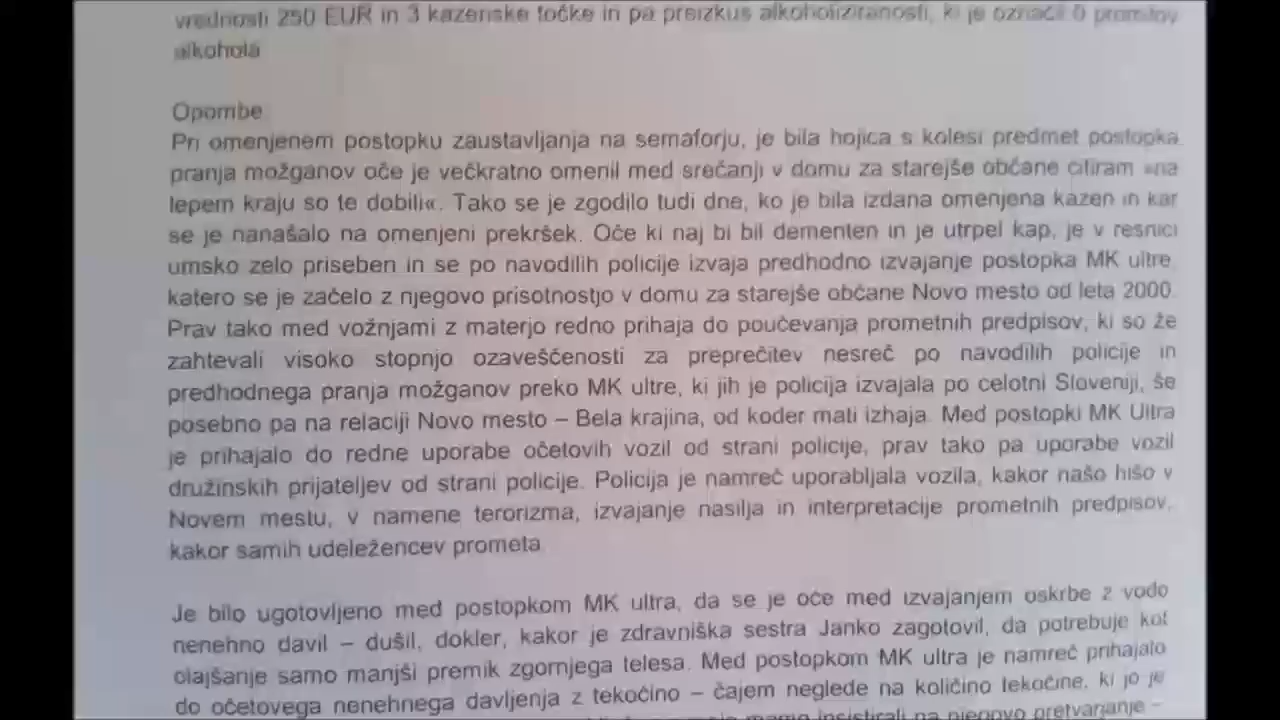 vrednosti 250 EUR in 3 kazenske točke in pa preizkus alkoholiziranosti, ki je označil 0 promilov
alkohola
Opombe
Pri omenjenem postopku zaustavljanja na semaforju, je bila hojica s kolesi predmet postopka
pranja možganov oče je večkratno omenil med srečanji v domu za starejše občane citiram »na
lepem kraju so te dobili«. Tako se je zgodilo tudi dne, ko je bila izdana omenjena kazen in kar
se je nanašalo na omenjeni prekršek. Oče ki naj bi bil dementen in je utrpel kap, je v resnici
umsko zelo priseben in se po navodilih policije izvaja predhodno izvajanje postopka MK ultre,
katero se je začelo z njegovo prisotnostjo v domu za starejše občane Novo mesto od leta 2000.
Prav tako med vožnjami z materjo redno prihaja do poučevanja prometnih predpisov, ki so že
zahtevali visoko stopnjo ozaveščenosti za preprečitev nesreč po navodilih policije in
predhodnega pranja možganov preko MK ultre, ki jih je policija izvajala po celotni Sloveniji, še
posebno pa na relaciji Novo mesto – Bela krajina, od koder mati izhaja. Med postopki MK Ultra
je prihajalo do redne uporabe očetovih vozil od strani policije, prav tako pa uporabe vozil
družinskih prijateljev od strani policije. Policija je namreč uporabljala vozila, kakor našo hišo v
Novem mestu, v namene terorizma, izvajanje nasilja in interpretacije prometnih predpisov,
kakor samih udeležencev prometa.
Je bilo ugotovljeno med postopkom MK ultra, da se je oče med izvajanjem oskrbe z vodo
nenehno davil – dušil, dokler, kakor je zdravniška sestra Janko zagotovil, da potrebuje kot
olajšanje samo manjši premik zgornjega telesa. Med postopkom MK ultra je namreč prihajalo
do očetovega nenehnega davljenja z tekočino – čajem neglede na količino tekočine, ki jo je
insistirali na njegovo pretvarjanje –